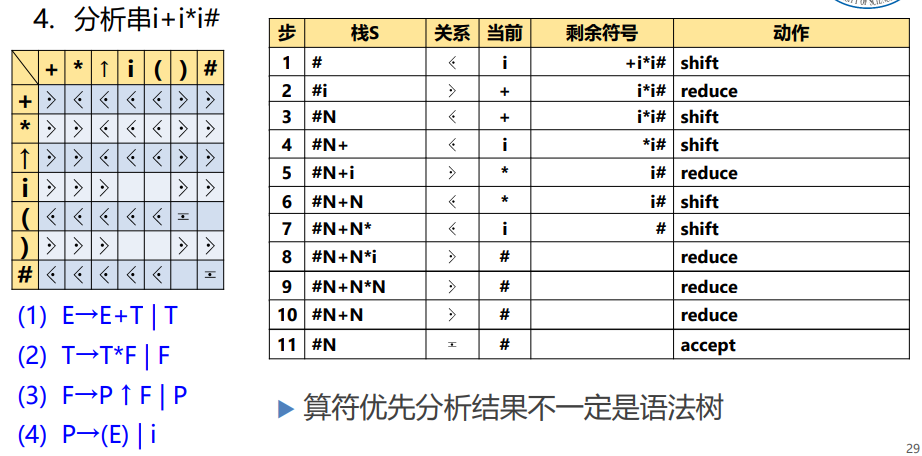 4. 分析串i+i*i#
+ * ↑ i ( ) #
+ ⋗ ⋖ ⋖ ⋖ ⋖ ⋗ ⋗
* ⋗ ⋗ ⋖ ⋖ ⋖ ⋗ ⋗
↑ ⋗ ⋗ ⋖ ⋖ ⋖ ⋗ ⋗
i ⋗ ⋗ ⋗ ⋗ ⋗
( ⋖ ⋖ ⋖ ⋖ ⋖ ≖
) ⋗ ⋗ ⋗ ⋗ ⋗
# ⋖ ⋖ ⋖ ⋖ ⋖ ≖
(1) E→E+T | T
(2) T→T*F | F
(3) F→P↑F | P
(4) P→(E) | i
步 栈S 关系 当前 剩余符号 动作
1 # ⋖ i +i*i# shift
2 #i ⋗ + i*i# reduce
3 #N ⋖ + i*i# shift
4 #N+ ⋖ i *i# shift
5 #N+i ⋗ * i# reduce
6 #N+N ⋖ * i# shift
7 #N+N* ⋖ i # shift
8 #N+N*i ⋗ # reduce
9 #N+N*N ⋗ # reduce
10 #N+N ⋗ # reduce
11 #N ≖ # accept
▶ 算符优先分析结果不一定是语法树
29